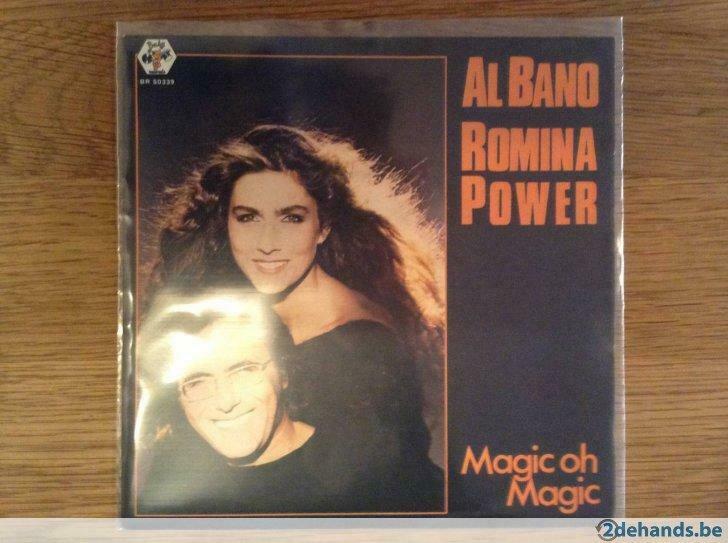 BR 50339
AL BANO
ROMINA
POWER
Magic oh
Magic
2dehands.be